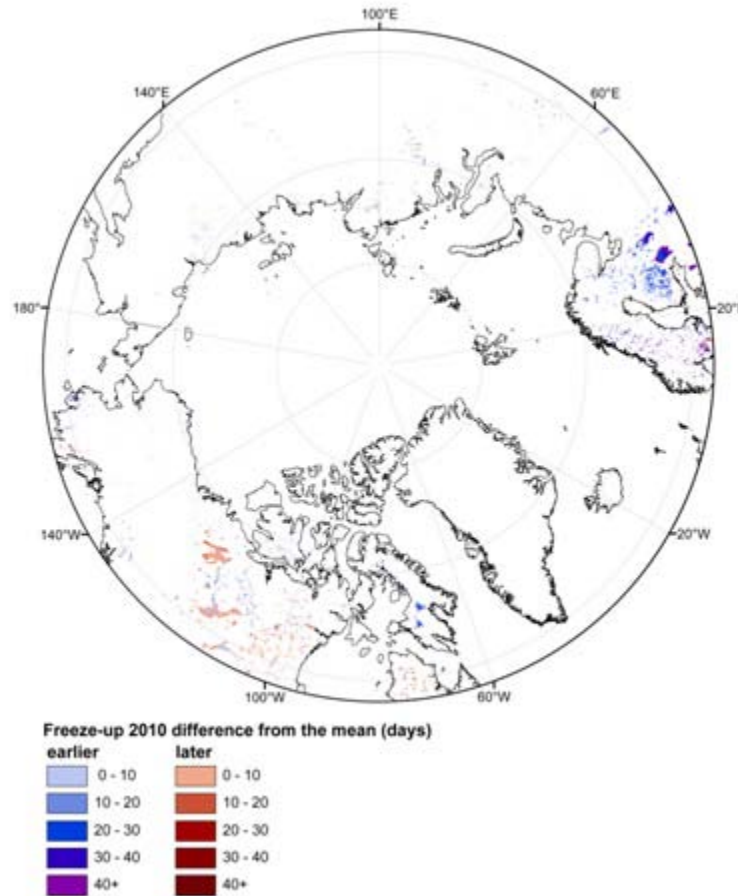 100°E
140°E
60°E
180°
20°
140°W
20°W
100°W
60°W
Freeze-up 2010 difference from the mean (days)
earlier later
0 - 10 0 - 10
10 - 20 10 - 20
20 - 30 20 - 30
30 - 40 30 - 40
40+ 40+